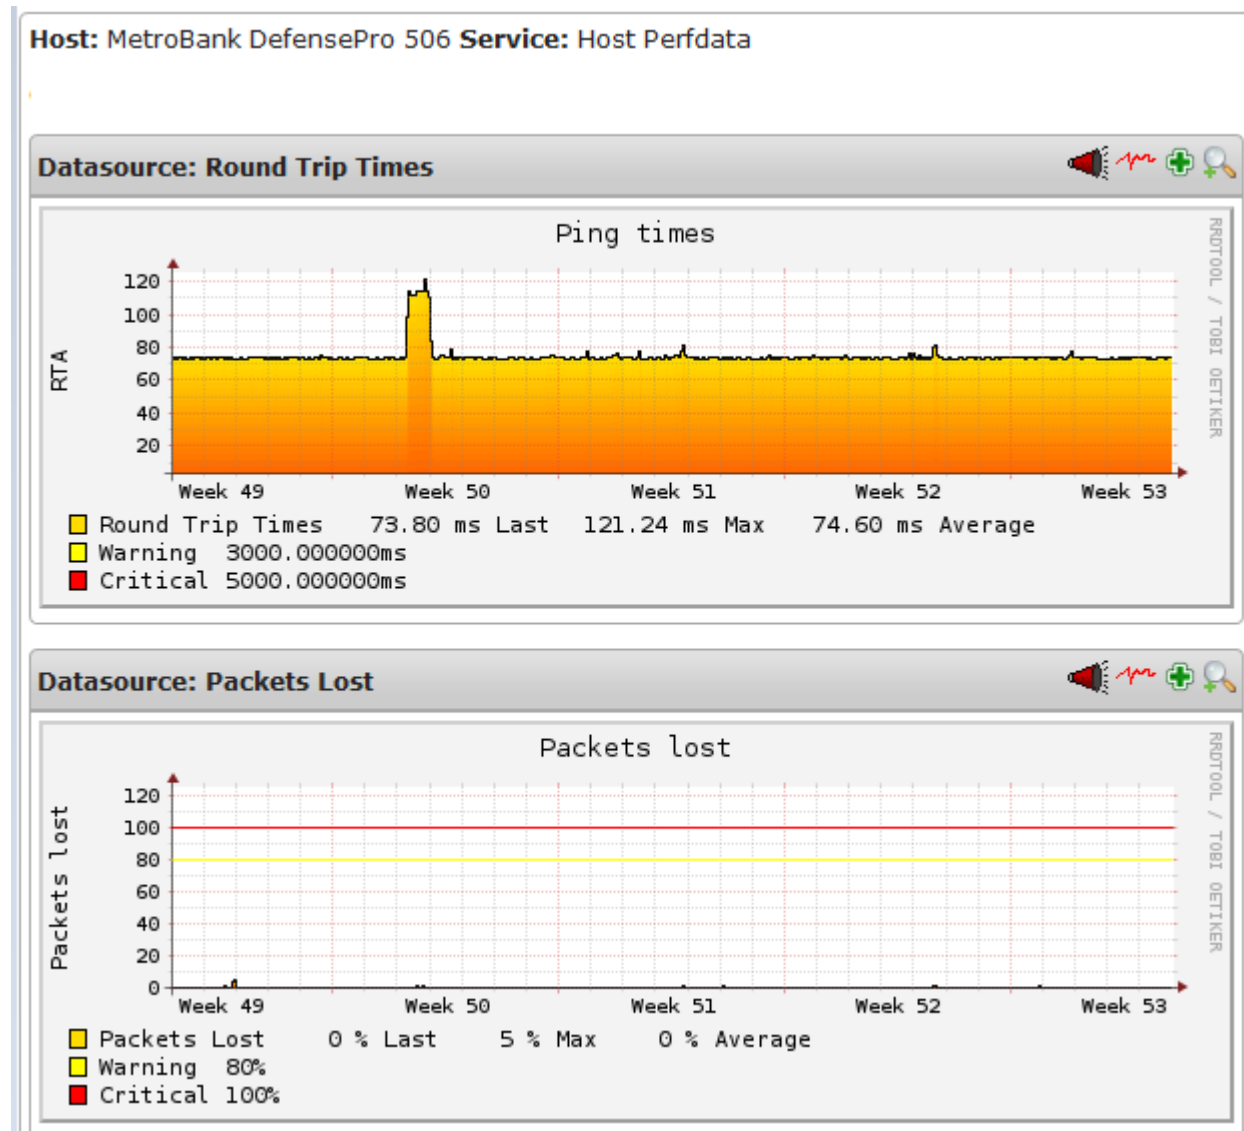 Host: MetroBank DefensePro 506 Service: Host Perfdata
Datasource: Round Trip Times
Ping times
RRDTOOL / TOBI OETIKER
RTA
120
100
80
60
40
20
Week 49 Week 50 Week 51 Week 52 Week 53
Round Trip Times 73.80 ms Last 121.24 ms Max 74.60 ms Average
Warning 3000.000000ms
Critical 5000.000000ms
Datasource: Packets Lost
Packets lost
RRDTOOL / TOBI OETIKER
Packets lost
120
100
80
60
40
20
0
Week 49 Week 50 Week 51 Week 52 Week 53
Packets Lost 0 % Last 5 % Max 0 % Average
Warning 80%
Critical 100%